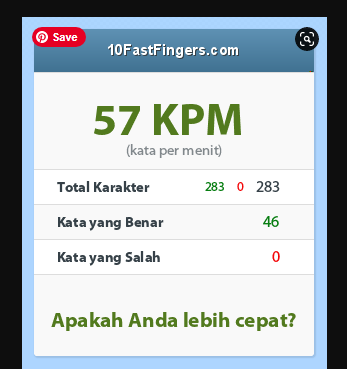 Save
10FastFingers.com
57 KPM
(kata per menit)
Total Karakter 283 0 283
Kata yang Benar 46
Kata yang Salah 0
Apakah Anda lebih cepat?